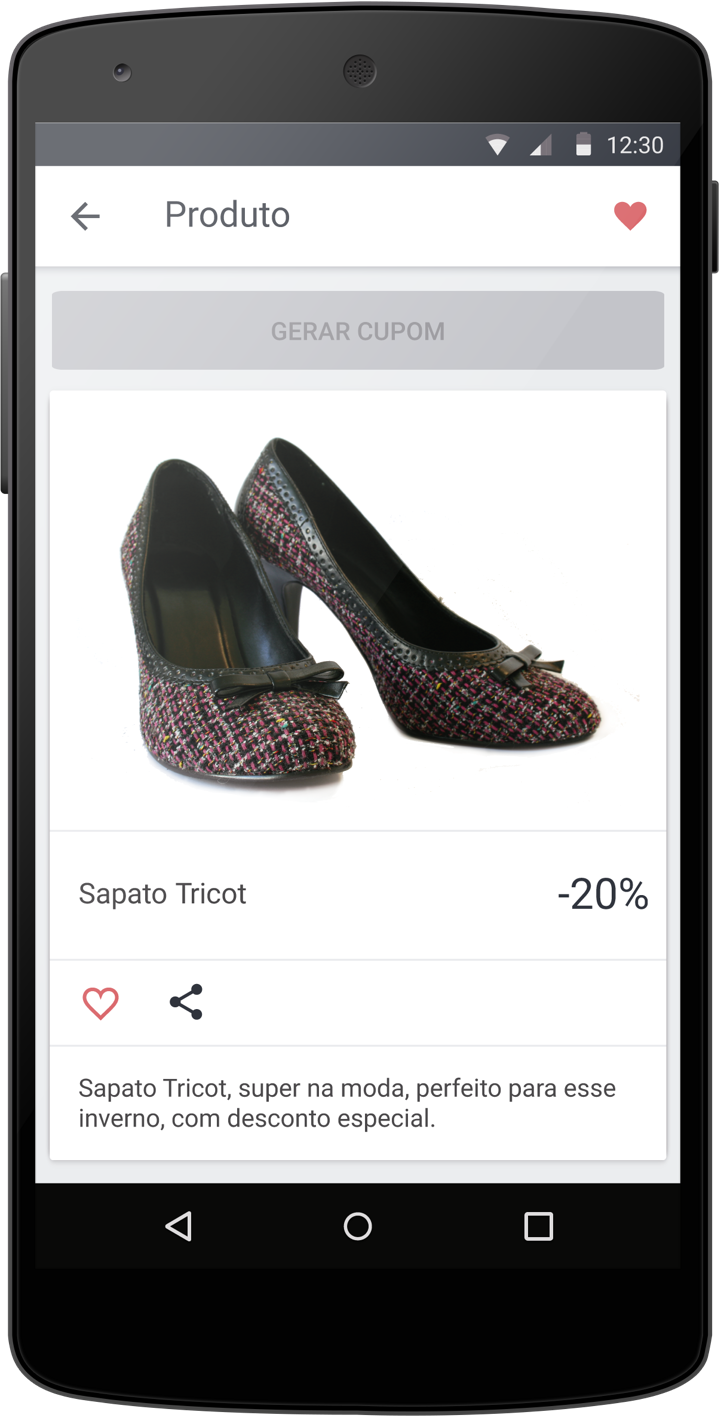 12:30
Produto
GERAR CUPOM
Sapato Tricot
-20%
Sapato Tricot, super na moda, perfeito para esse
inverno, com desconto especial.